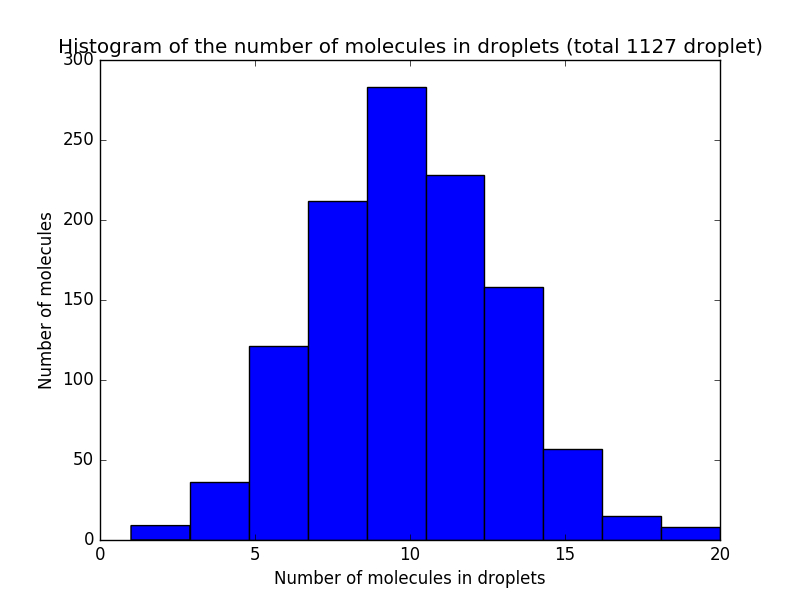 Histogram of the number of molecules in droplets (total 1127 droplet)
300
250
200
150
100
50
0
Number of molecules
0 5 10 15 20
Number of molecules in droplets